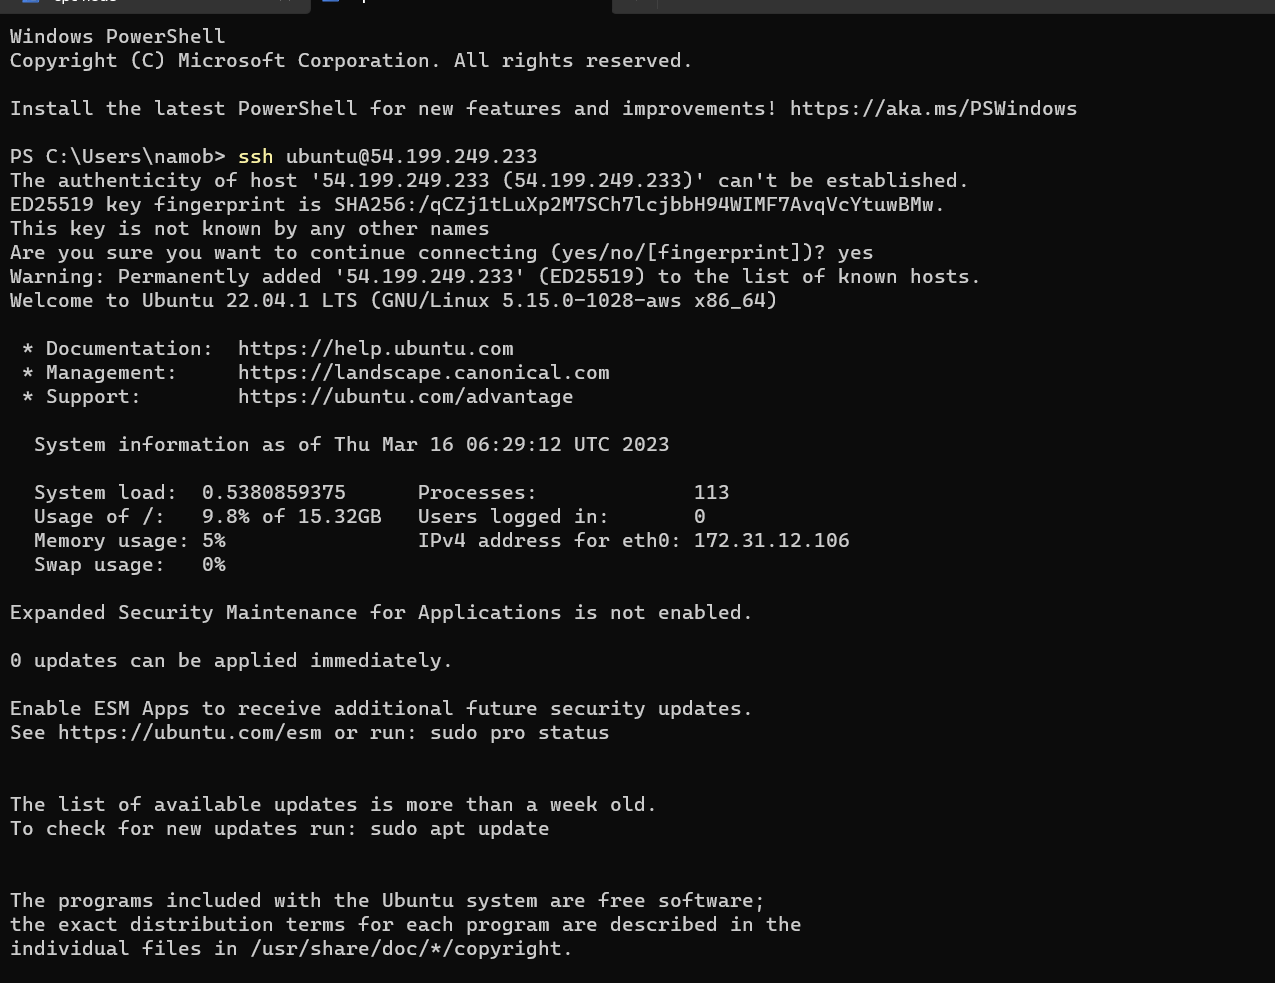 Windows PowerShell
Copyright (C) Microsoft Corporation. All rights reserved.
Install the latest PowerShell for new features and improvements! https://aka.ms/PSWindows
PS C:\Users\namob> ssh ubuntu@54.199.249.233
The authenticity of host '54.199.249.233 (54.199.249.233)' can't be established.
ED25519 key fingerprint is SHA256:/qCZj1tLuXp2M7SCh7lcjbbH94WIMF7AvqVcYtuwBMw.
This key is not known by any other names
Are you sure you want to continue connecting (yes/no/[fingerprint])? yes
Warning: Permanently added '54.199.249.233' (ED25519) to the list of known hosts.
Welcome to Ubuntu 22.04.1 LTS (GNU/Linux 5.15.0-1028-aws x86_64)
* Documentation:  https://help.ubuntu.com
* Management:     https://landscape.canonical.com
* Support:        https://ubuntu.com/advantage
System information as of Thu Mar 16 06:29:12 UTC 2023
System load:  0.5380859375      Processes:             113
Usage of /:   9.8% of 15.32GB   Users logged in:       0
Memory usage: 5%                IPv4 address for eth0: 172.31.12.106
Swap usage:   0%
Expanded Security Maintenance for Applications is not enabled.
0 updates can be applied immediately.
Enable ESM Apps to receive additional future security updates.
See https://ubuntu.com/esm or run: sudo pro status
The list of available updates is more than a week old.
To check for new updates run: sudo apt update
The programs included with the Ubuntu system are free software;
the exact distribution terms for each program are described in the
individual files in /usr/share/doc/*/copyright.